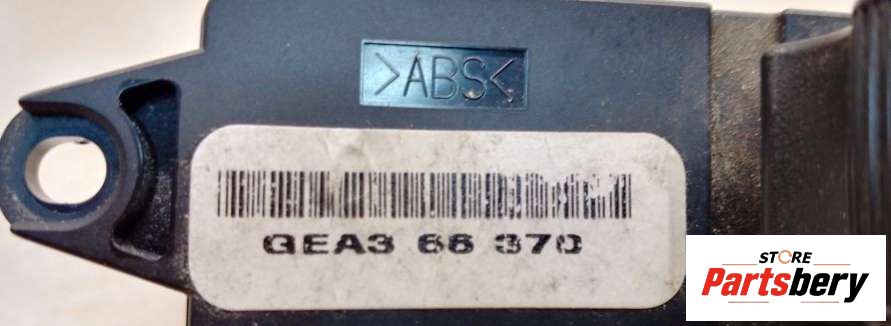 >ABS<
GEA3 66 370
STORE
Partsbery